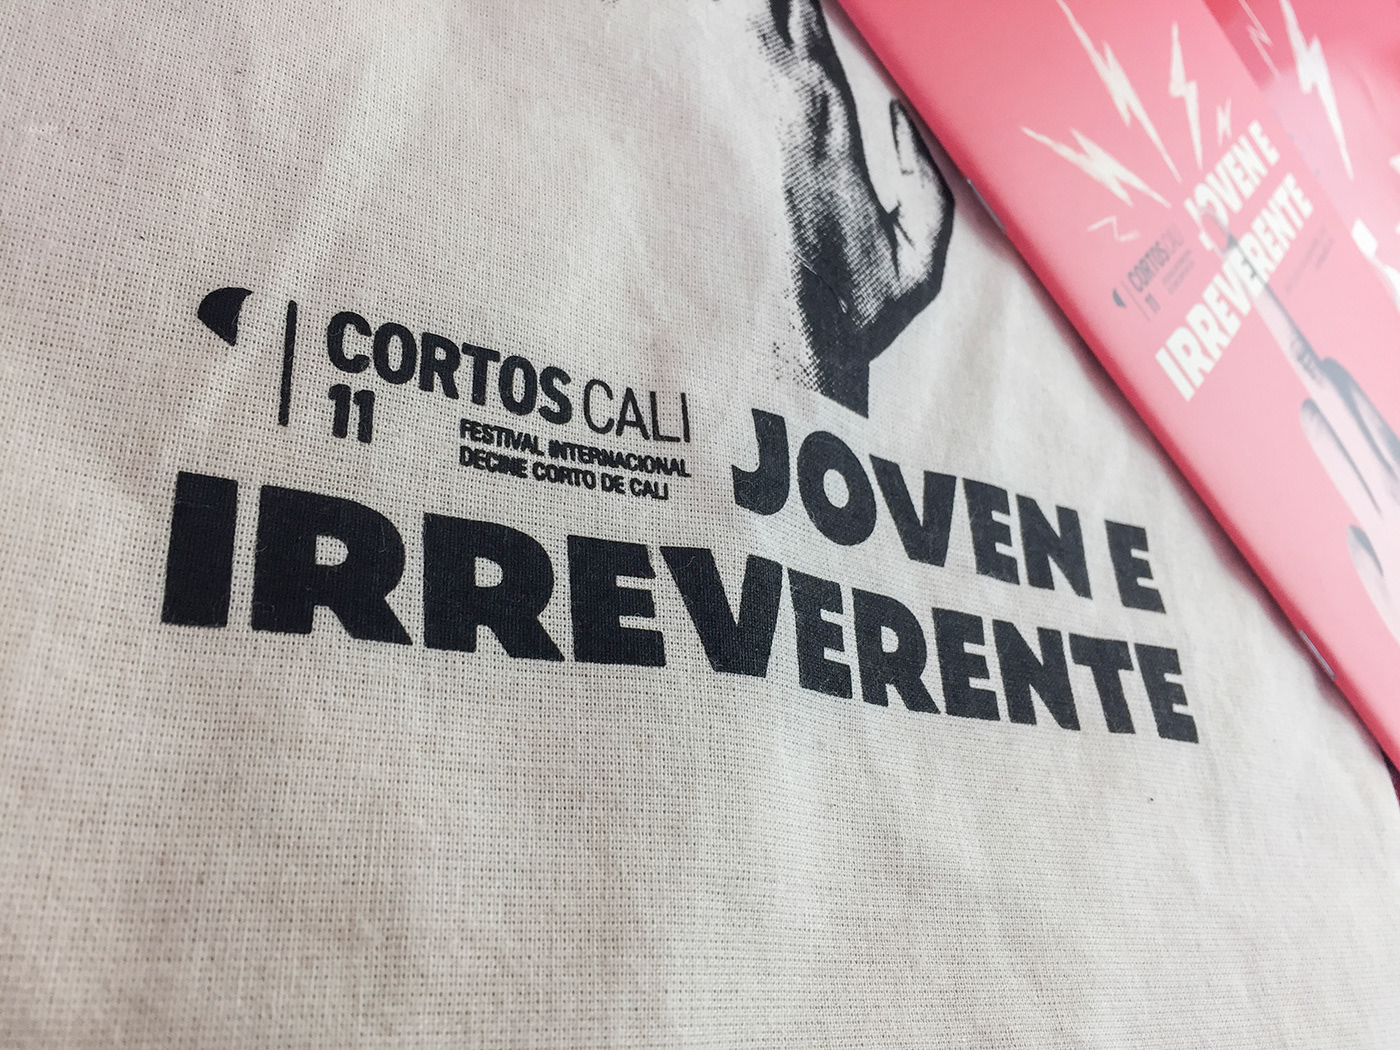 CORTOS CALI
11
FESTIVAL INTERNACIONAL
DECINE CORTO DE CALI
JOVEN E
IRREVERENTE
JOVEN E
IRREVERENTE
CORTOS CALI
11